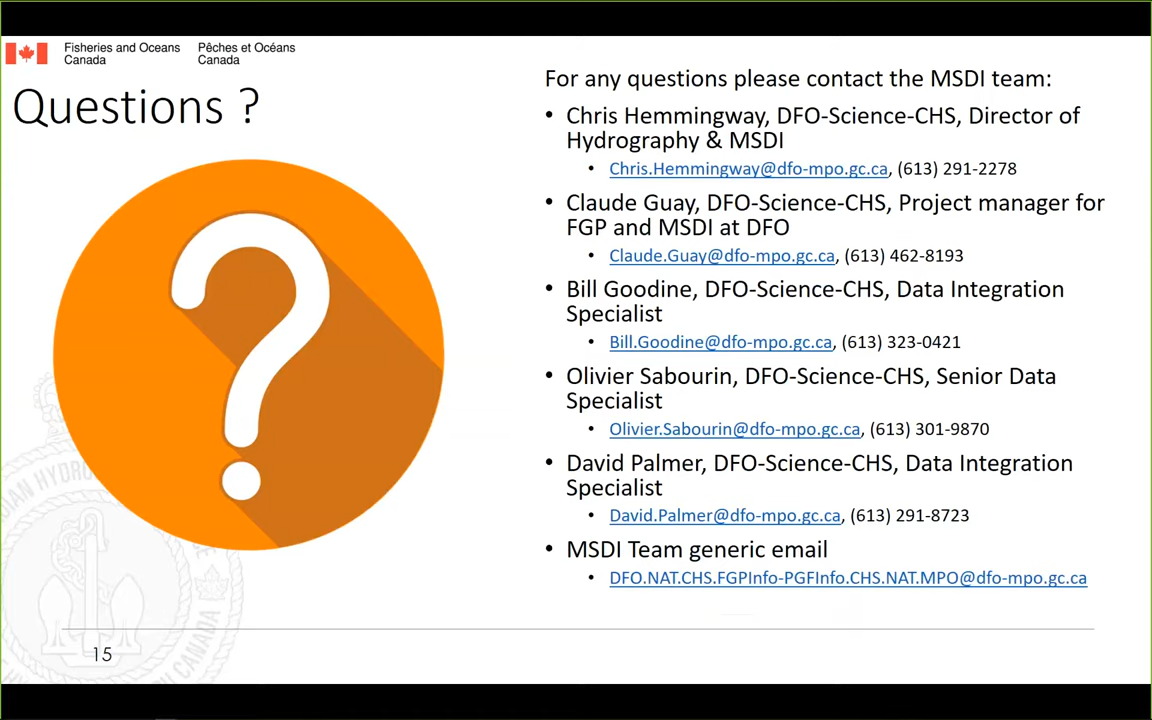 Fisheries and Oceans
Canada
Pêches et Océans
Canada
Questions ?
For any questions please contact the MSDI team:
• Chris Hemmingway, DFO-Science-CHS, Director of
Hydrography & MSDI
• Chris.Hemmingway@dfo-mpo.gc.ca, (613) 291-2278
• Claude Guay, DFO-Science-CHS, Project manager for
FGP and MSDI at DFO
• Claude.Guay@dfo-mpo.gc.ca, (613) 462-8193
• Bill Goodine, DFO-Science-CHS, Data Integration
Specialist
• Bill.Goodine@dfo-mpo.gc.ca, (613) 323-0421
• Olivier Sabourin, DFO-Science-CHS, Senior Data
Specialist
• Olivier.Sabourin@dfo-mpo.gc.ca, (613) 301-9870
• David Palmer, DFO-Science-CHS, Data Integration
Specialist
• David.Palmer@dfo-mpo.gc.ca, (613) 291-8723
• MSDI Team generic email
• DFO.NAT.CHS.FGPInfo-PGFInfo.CHS.NAT.MPO@dfo-mpo.gc.ca
15